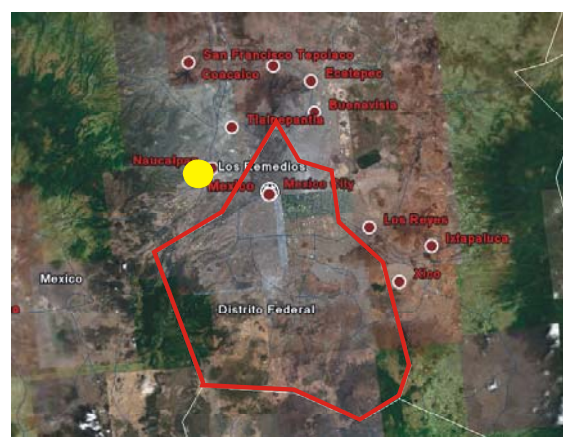 San Francisco Tepojaco
Coacalco
Ecatepec
Buenavista
Tlalnepantla
Los Remedios
Mexico
Mexico City
Los Reyes
Ixtapaluca
Mexico
Xico
Distrito Federal